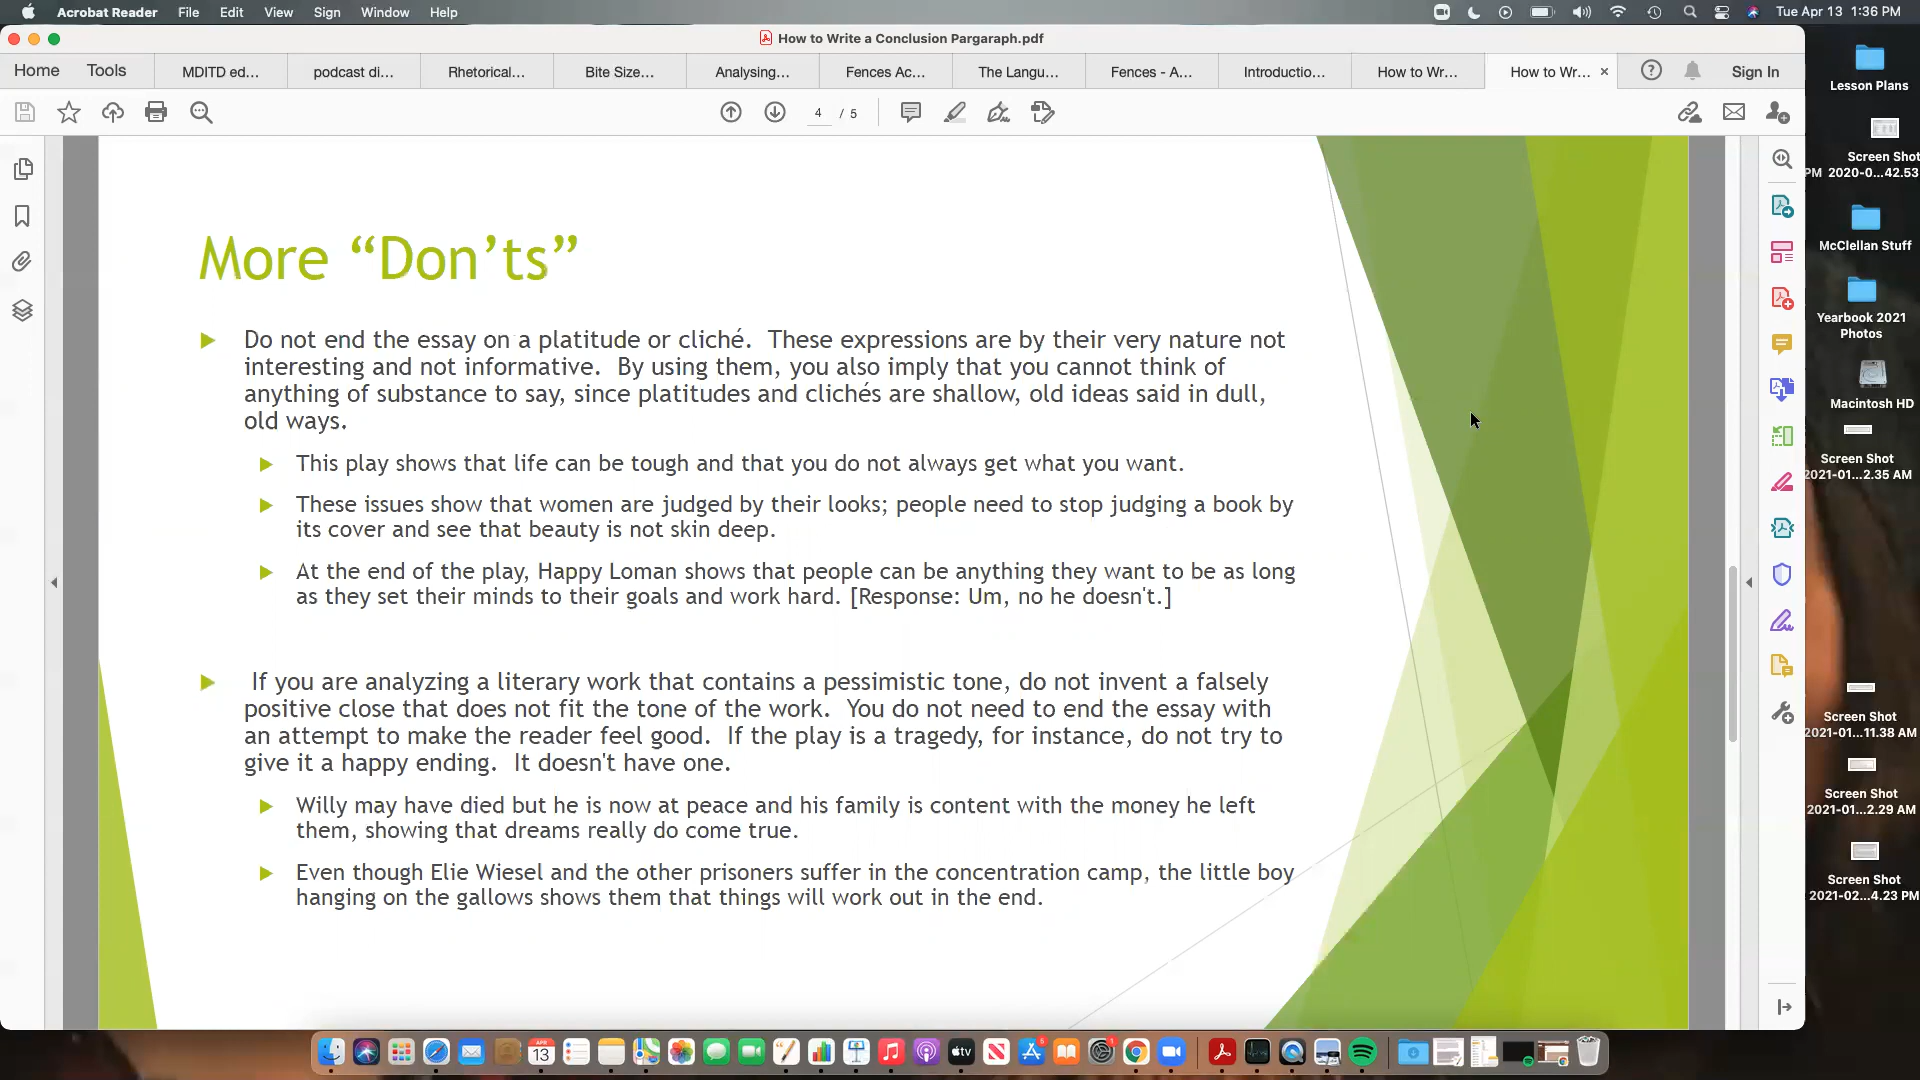 Acrobat Reader File Edit View Sign Window Help Tue Apr 13 1:36 PM
How to Write a Conclusion Pargaraph.pdf
Home Tools MDITD ed... podcast di... Rhetorical... Bite Size... Analysing... Fences Ac... The Langu... Fences - A... Introductio... How to Wr... How to Wr... × Sign In
4 / 5
More “Don’ts”
Do not end the essay on a platitude or cliché. These expressions are by their very nature not
interesting and not informative. By using them, you also imply that you cannot think of
anything of substance to say, since platitudes and clichés are shallow, old ideas said in dull,
old ways.
This play shows that life can be tough and that you do not always get what you want.
These issues show that women are judged by their looks; people need to stop judging a book by
its cover and see that beauty is not skin deep.
At the end of the play, Happy Loman shows that people can be anything they want to be as long
as they set their minds to their goals and work hard. [Response: Um, no he doesn't.]
If you are analyzing a literary work that contains a pessimistic tone, do not invent a falsely
positive close that does not fit the tone of the work. You do not need to end the essay with
an attempt to make the reader feel good. If the play is a tragedy, for instance, do not try to
give it a happy ending. It doesn't have one.
Willy may have died but he is now at peace and his family is content with the money he left
them, showing that dreams really do come true.
Even though Elie Wiesel and the other prisoners suffer in the concentration camp, the little boy
hanging on the gallows shows them that things will work out in the end.
Lesson Plans
Screen Shot
PM 2020-0...42.53
McClellan Stuff
Yearbook 2021
Photos
Macintosh HD
Screen Shot
2021-01...2.35 AM
Screen Shot
2021-01...11.38 AM
Screen Shot
2021-01...2.29 AM
Screen Shot
2021-02...4.23 PM
APR
13
tv